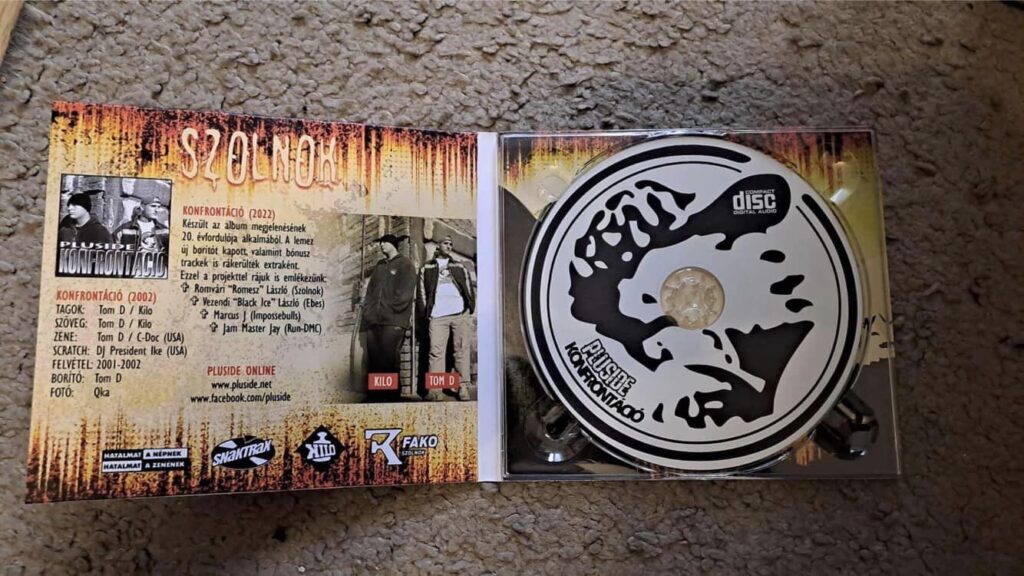 SZOLNOK
PLUSIDE
KONFRONTÁCIÓ
KONFRONTÁCIÓ (2002)
TAGOK: Tom D / Kilo
SZÖVEG: Tom D / Kilo
ZENE: Tom D / C-Doc (USA)
SCRATCH: DJ President Ike (USA)
FELVÉTEL: 2001-2002
BORÍTÓ: Tom D
FOTÓ: Qka
KONFRONTÁCIÓ (2022)
Készült az album megjelenésének
20. évfordulója alkalmából. A lemez
új borítót kapott, valamint bónusz
trackek is rákerültek extraként.
Ezzel a projekttel rájuk is emlékezünk:
✞ Romvári "Romesz" László (Szolnok)
✞ Vezendi "Black Ice" László (Ebes)
✞ Marcus J (Impossebulls)
✞ Jam Master Jay (Run-DMC)
PLUSIDE ONLINE
www.pluside.net
www.facebook.com/pluside
KILO
TOM D
HATALMAT A NÉPNEK
HATALMAT A ZENÉNEK
SNAKTRAX
KILO
FAKO
SZOLNOK
COMPACT
disc
DIGITAL AUDIO
PLUSIDE
KONFRONTÁCIÓ